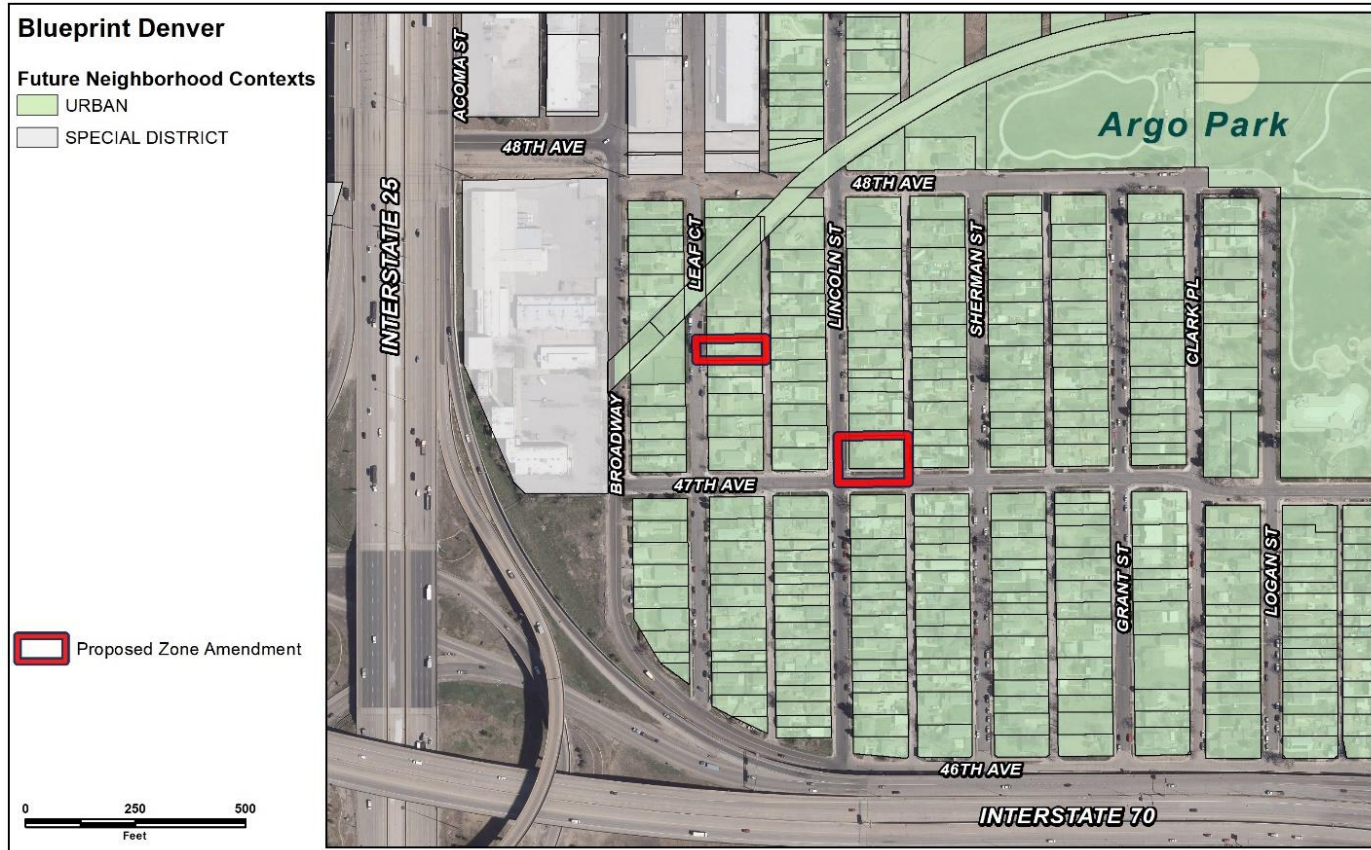 Blueprint Denver
Future Neighborhood Contexts
URBAN
SPECIAL DISTRICT
Proposed Zone Amendment
0 250 500
Feet
ACOMA ST
48TH AVE
Argo Park
48TH AVE
INTERSTATE 25
LEAF CT
LINCOLN ST
SHERMAN ST
CLARK PL
BROADWAY
47TH AVE
GRANT ST
LOGAN ST
46TH AVE
INTERSTATE 70